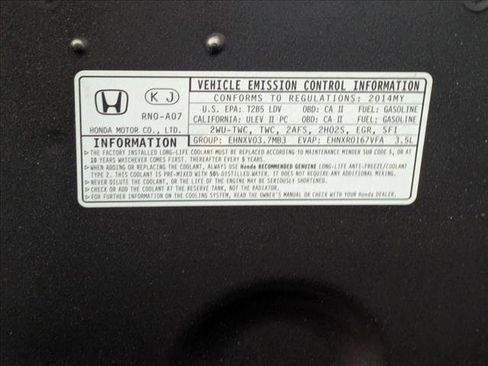 VEHICLE EMISSION CONTROL INFORMATION
K J
CONFORMS TO REGULATIONS: 2014MY
RN0-A07
U.S. EPA: T2B5 LDV OBD: CA II FUEL: GASOLINE
CALIFORNIA: ULEV II PC OBD: CA II FUEL: GASOLINE
HONDA MOTOR CO., LTD.
2WU-TWC, TWC, 2AFS, 2HO2S, EGR, SFI
INFORMATION
GROUP: EHNXV03.7MB3 EVAP: EHNXR0167VFA 3.5L
THE FACTORY INSTALLED LONG-LIFE COOLANT MUST BE REPLACED ACCORDING TO MAINTENANCE MINDER SUB CODE 5, OR AT
10 YEARS WHICHEVER COMES FIRST. THEREAFTER EVERY 5 YEARS.
WHEN ADDING OR REPLACING THE COOLANT, ALWAYS USE Honda RECOMMENDED GENUINE LONG-LIFE ANTI-FREEZE/COOLANT
TYPE 2. THIS COOLANT IS PRE-MIXED WITH 50% DISTILLED WATER, IT DOES NOT REQUIRE ANY ADDITIONAL MIXING.
NEVER DILUTE THE COOLANT, OR THE LIFE OF THE ENGINE MAY BE SEVERELY IMPACTED.
CHECK AND ADD COOLANT AT THE RESERVE TANK, NOT THE RADIATOR.
FOR FURTHER INFORMATION ON THE COOLING SYSTEM, READ THE OWNER'S MANUAL OR CHECK WITH YOUR Honda DEALER.